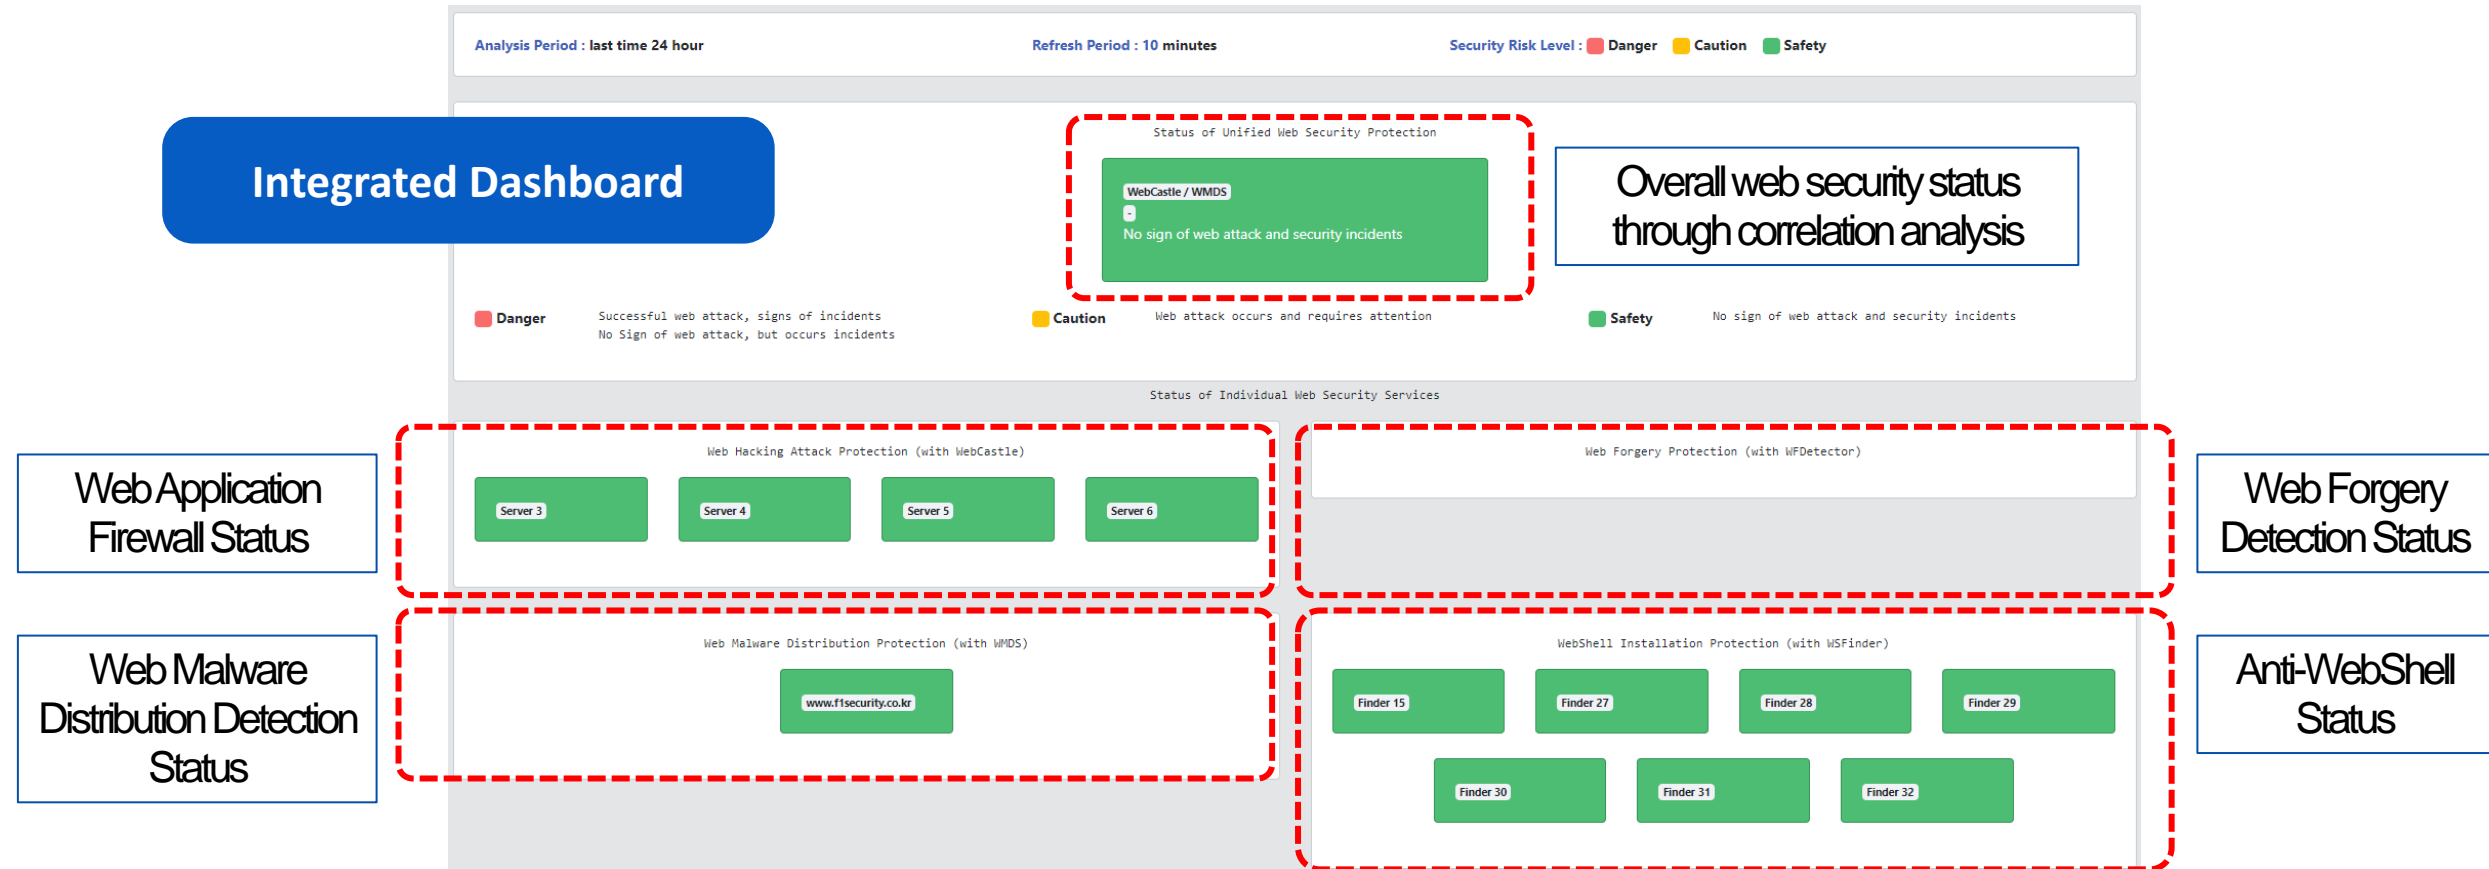 Analysis Period : last time 24 hour
Refresh Period : 10 minutes
Security Risk Level : Danger Caution Safety
Integrated Dashboard
Status of Unified Web Security Protection
WebCastle / WMDS
-
No sign of web attack and security incidents
Overall web security status
through correlation analysis
Danger
Successful web attack, signs of incidents
No Sign of web attack, but occurs incidents
Caution
Web attack occurs and requires attention
Safety
No sign of web attack and security incidents
Status of Individual Web Security Services
Web Application
Firewall Status
Web Hacking Attack Protection (with WebCastle)
Server 3
Server 4
Server 5
Server 6
Web Forgery Protection (with WFDetector)
Web Forgery
Detection Status
Web Malware
Distribution Detection
Status
Web Malware Distribution Protection (with WMDS)
www.f1security.co.kr
WebShell Installation Protection (with WSFinder)
Finder 15
Finder 27
Finder 28
Finder 29
Finder 30
Finder 31
Finder 32
Anti-WebShell
Status